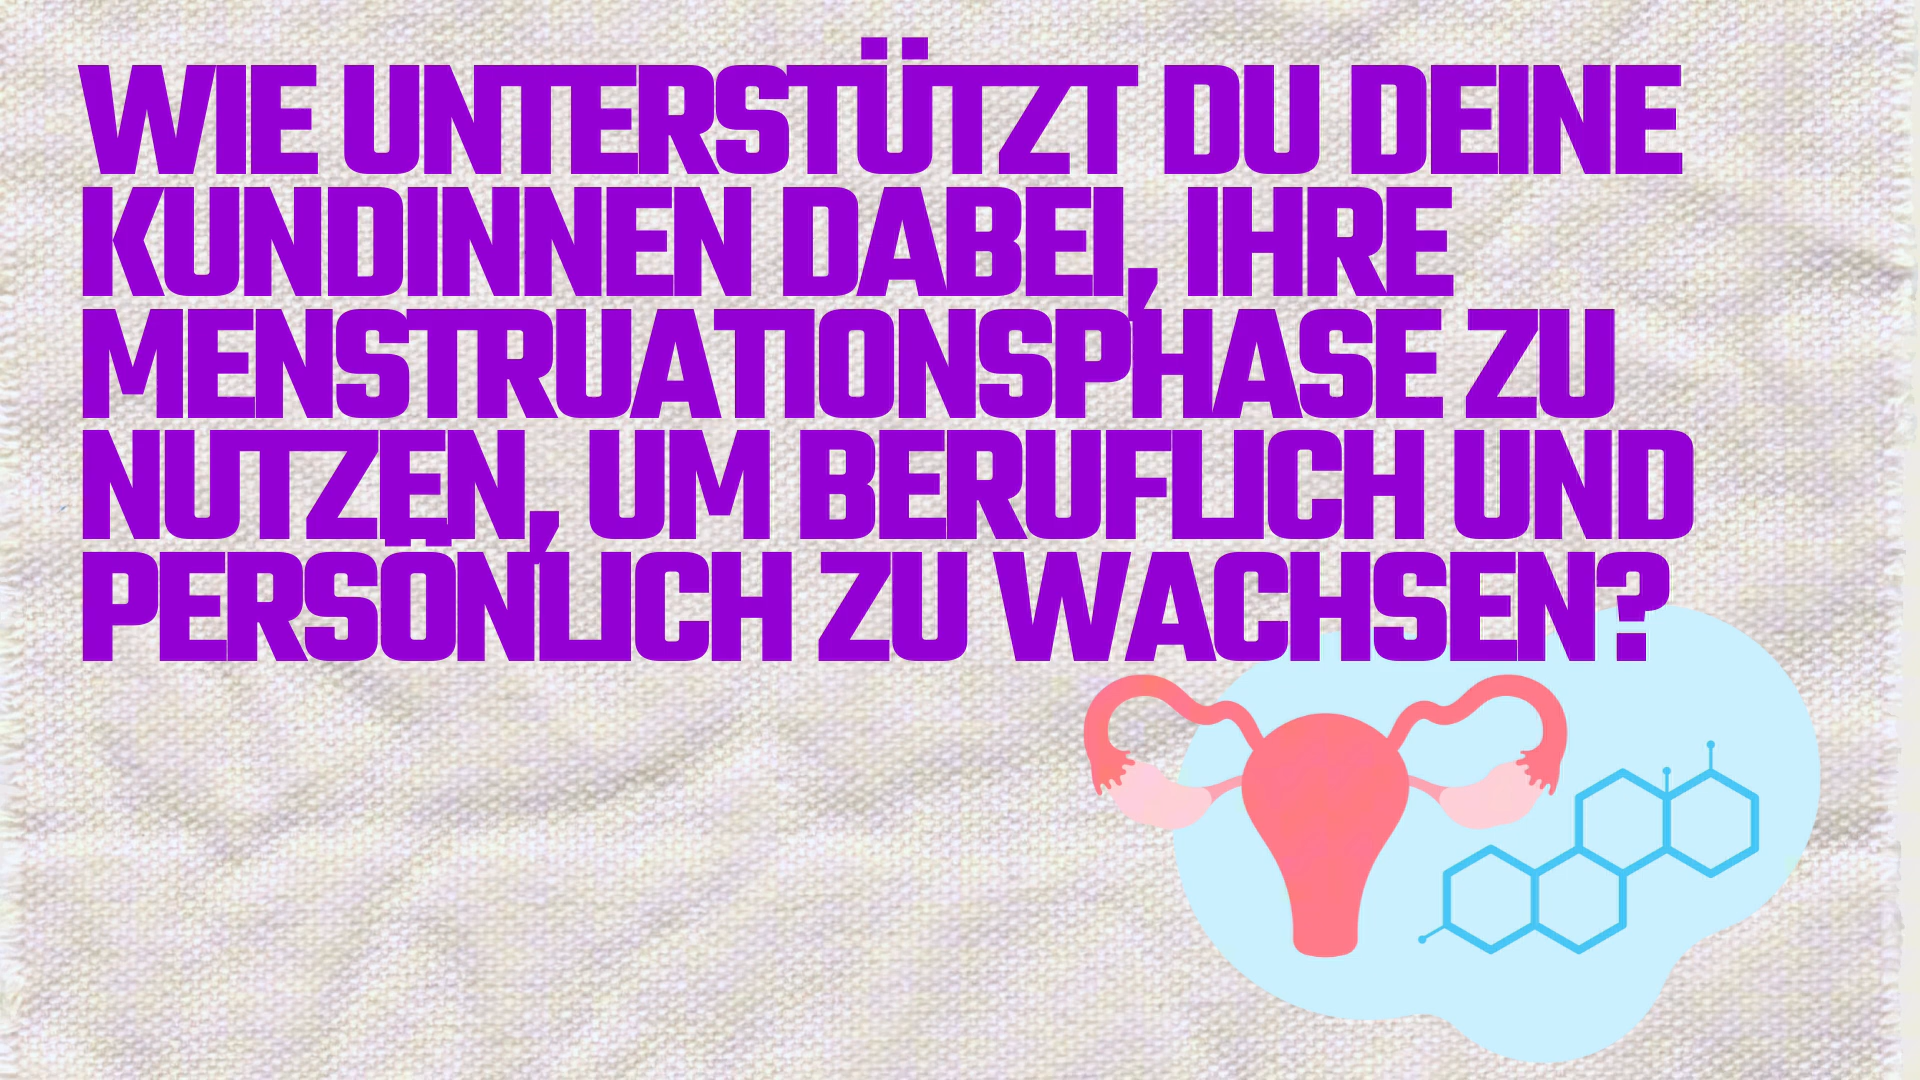 WIE UNTERSTÜTZT DU DEINE
KUNDINNEN DABEI, IHRE
MENSTRUATIONSPHASE ZU
NUTZEN, UM BERUFLICH UND
PERSÖNLICH ZU WACHSEN?